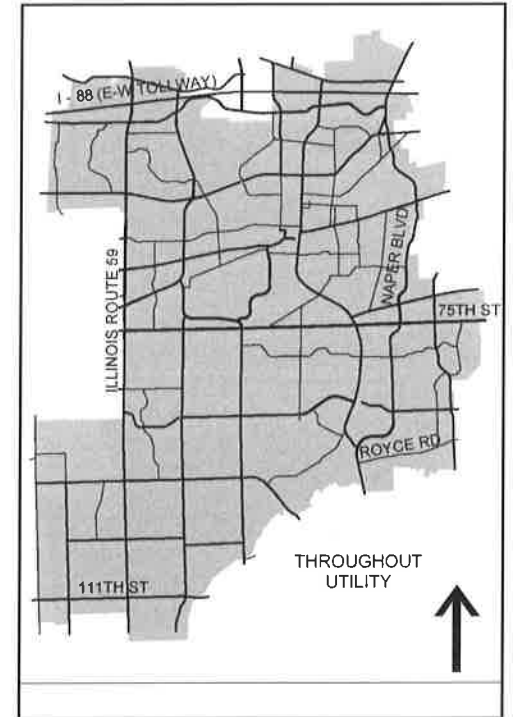 I - 88 (E-W TOLLWAY)
ILLINOIS ROUTE 59
NAPER BLVD
75TH ST
ROYCE RD
THROUGHOUT
UTILITY
111TH ST